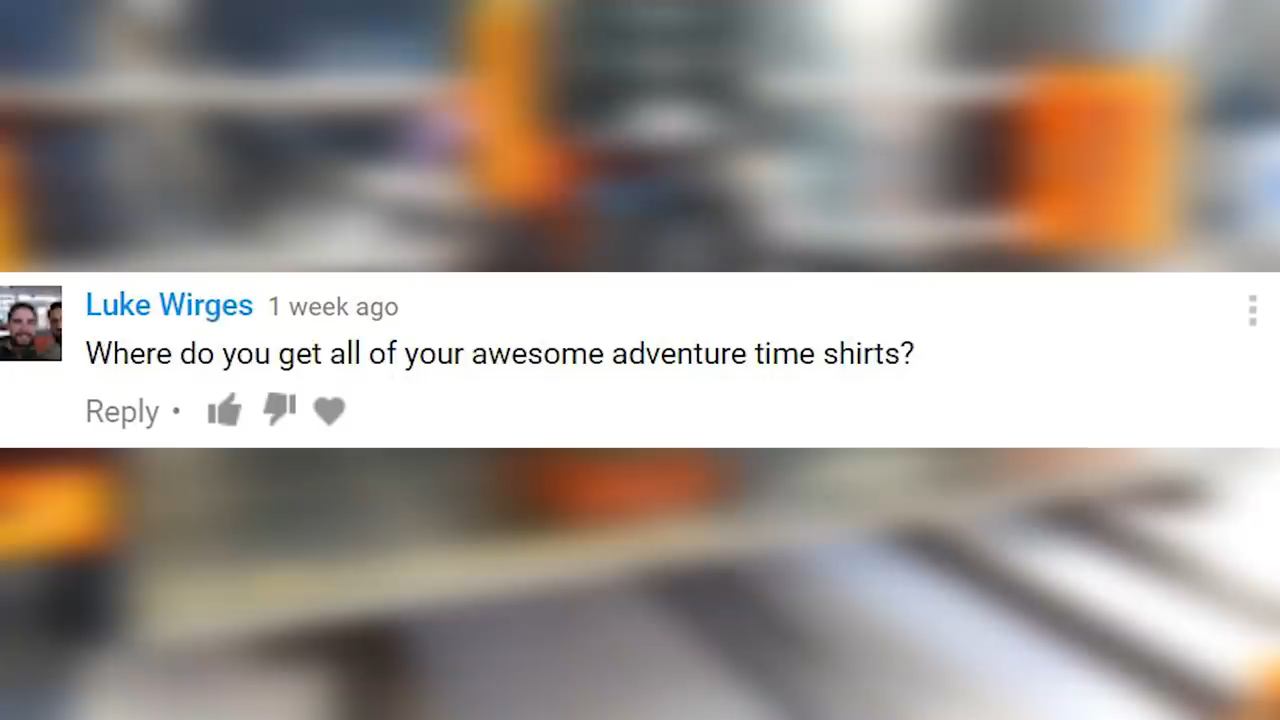 Luke Wirges 1 week ago
Where do you get all of your awesome adventure time shirts?
Reply •